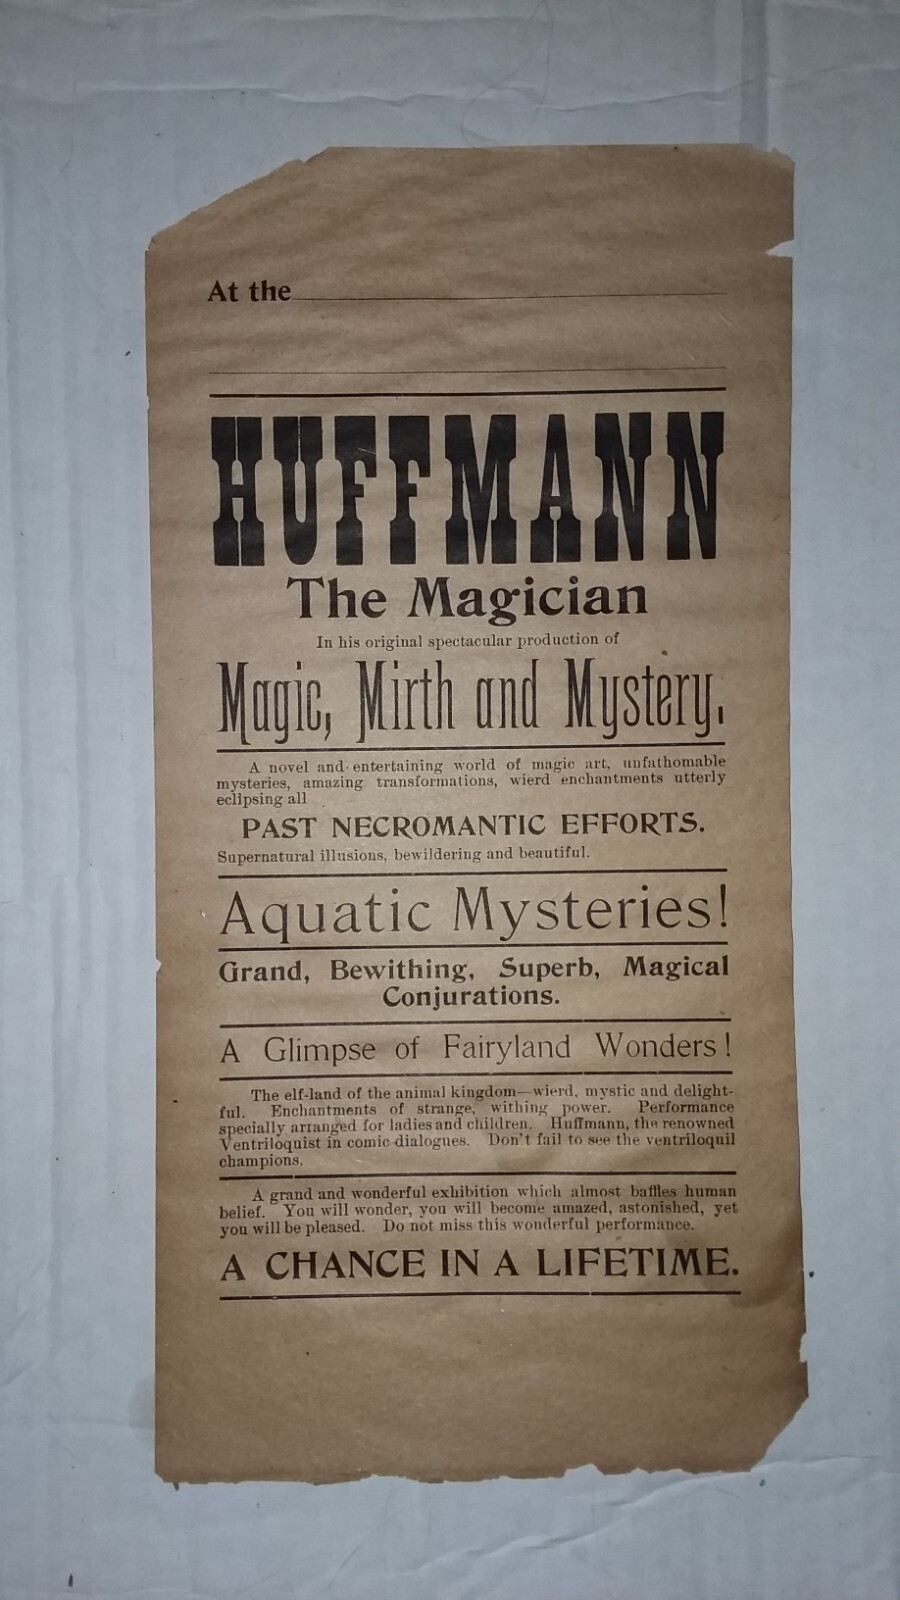 At the
HUFFMANN
The Magician
In his original spectacular production of
Magic, Mirth and Mystery.
A novel and entertaining world of magic art, unfathomable
mysteries, amazing transformations, wierd enchantments utterly
eclipsing all
PAST NECROMANTIC EFFORTS.
Supernatural illusions, bewildering and beautiful.
Aquatic Mysteries!
Grand, Bewithing, Superb, Magical
Conjurations.
A Glimpse of Fairyland Wonders!
The elf-land of the animal kingdom—wierd, mystic and delight-
ful. Enchantments of strange, withing power. Performance
specially arranged for ladies and children. Huffmann, the renowned
Ventriloquist in comic dialogues. Don't fail to see the ventriloquil
champions.
A grand and wonderful exhibition which almost baffles human
belief. You will wonder, you will become amazed, astonished, yet
you will be pleased. Do not miss this wonderful performance.
A CHANCE IN A LIFETIME.